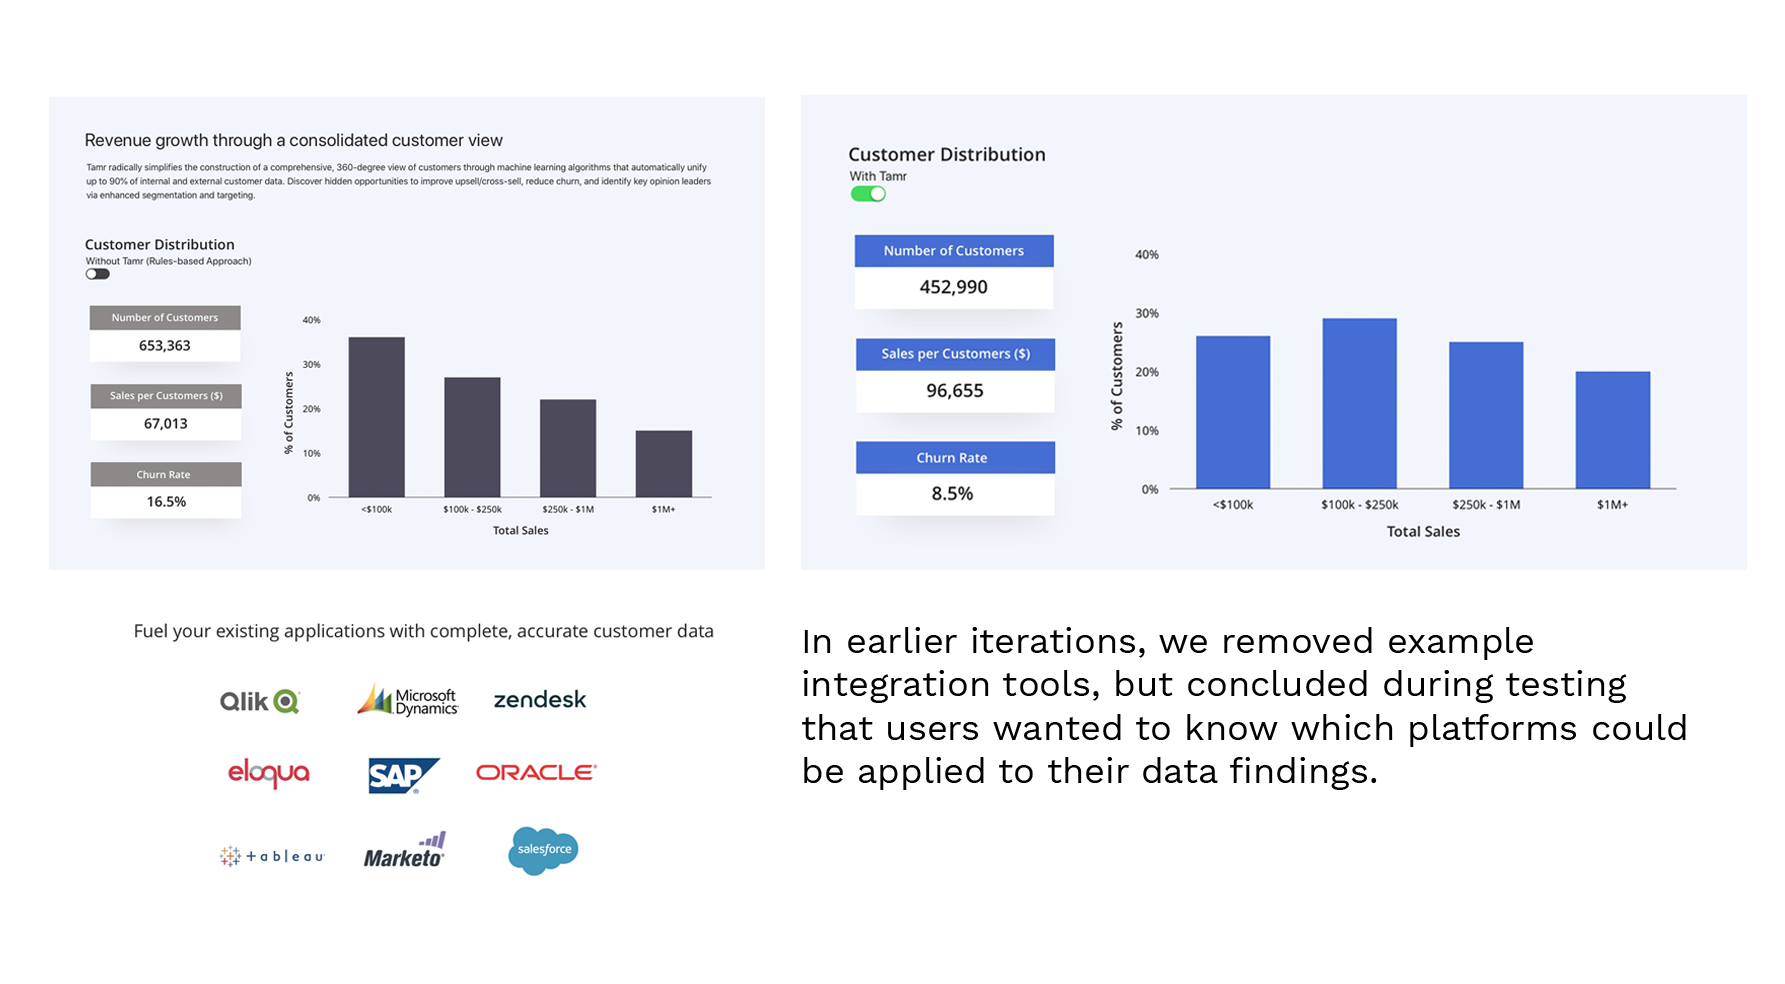 Revenue growth through a consolidated customer view
Tamr radically simplifies the construction of a comprehensive, 360-degree view of customers through machine learning algorithms that automatically unify
up to 90% of internal and external customer data. Discover hidden opportunities to improve upsell/cross-sell, reduce churn, and identify key opinion leaders
via enhanced segmentation and targeting.
Customer Distribution
Without Tamr (Rules-based Approach)
Number of Customers
653,363
Sales per Customers ($)
67,013
Churn Rate
16.5%
% of Customers
40%
30%
20%
10%
0%
<$100k
$100k - $250k
$250k - $1M
$1M+
Total Sales
Customer Distribution
With Tamr
Number of Customers
452,990
Sales per Customers ($)
96,655
Churn Rate
8.5%
% of Customers
40%
30%
20%
10%
0%
<$100k
$100k - $250k
$250k - $1M
$1M+
Total Sales
Fuel your existing applications with complete, accurate customer data
Qlik
Microsoft
Dynamics
zendesk
eloqua
SAP®
ORACLE®
+ableau
Marketo
salesforce
In earlier iterations, we removed example
integration tools, but concluded during testing
that users wanted to know which platforms could
be applied to their data findings.